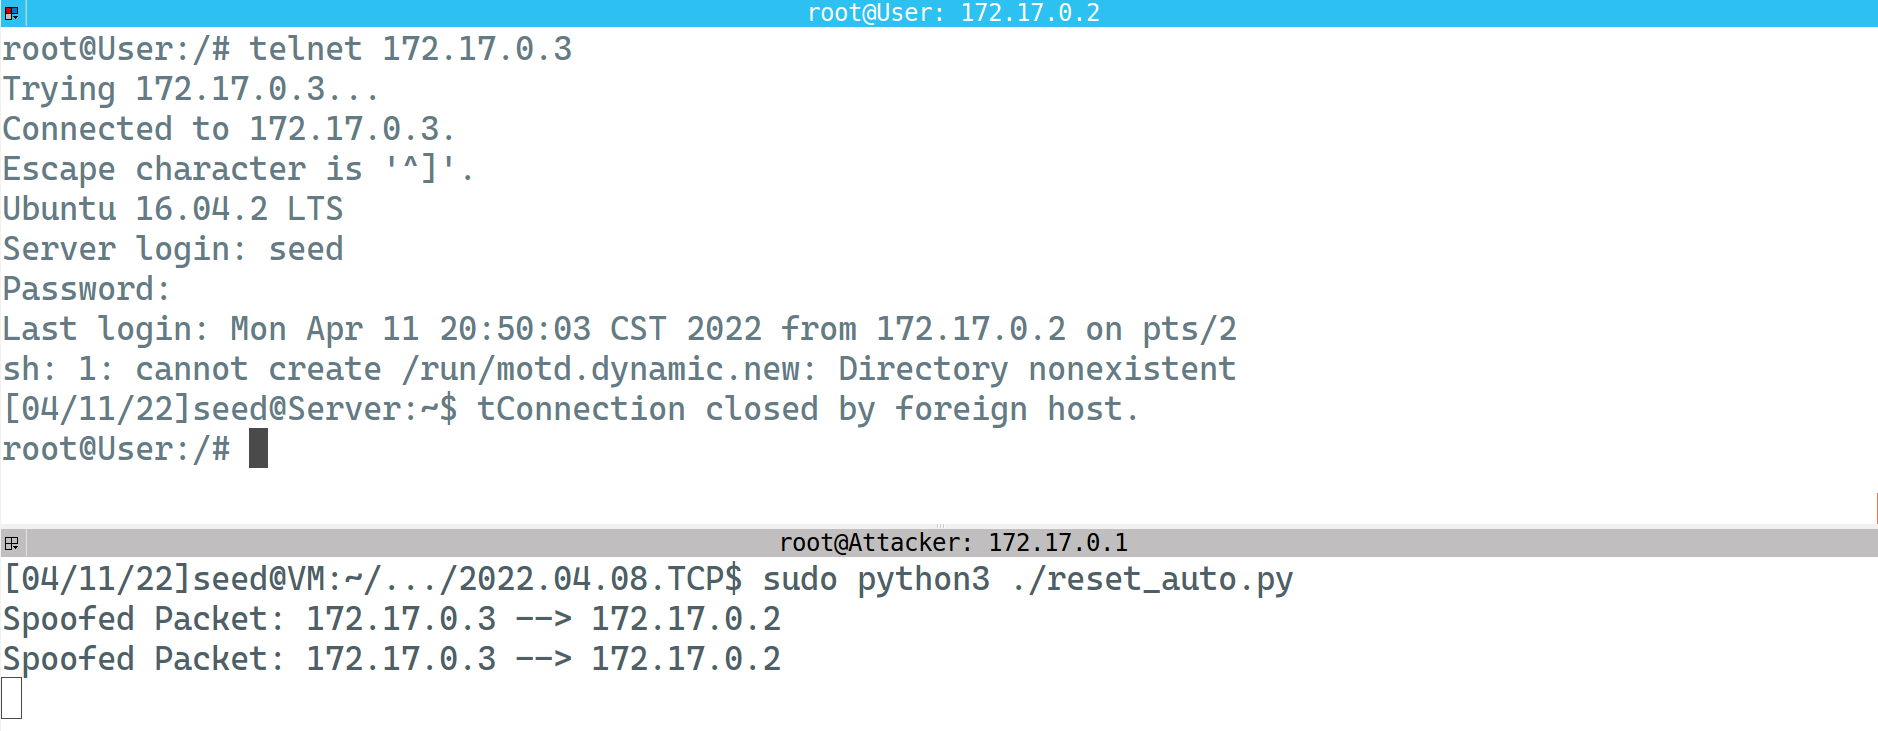 root@User: 172.17.0.2
root@User:/# telnet 172.17.0.3
Trying 172.17.0.3...
Connected to 172.17.0.3.
Escape character is '^]'.
Ubuntu 16.04.2 LTS
Server login: seed
Password:
Last login: Mon Apr 11 20:50:03 CST 2022 from 172.17.0.2 on pts/2
sh: 1: cannot create /run/motd.dynamic.new: Directory nonexistent
[04/11/22]seed@Server:~$ tConnection closed by foreign host.
root@User:/#
root@Attacker: 172.17.0.1
[04/11/22]seed@VM:~/.../2022.04.08.TCP$ sudo python3 ./reset_auto.py
Spoofed Packet: 172.17.0.3 --> 172.17.0.2
Spoofed Packet: 172.17.0.3 --> 172.17.0.2